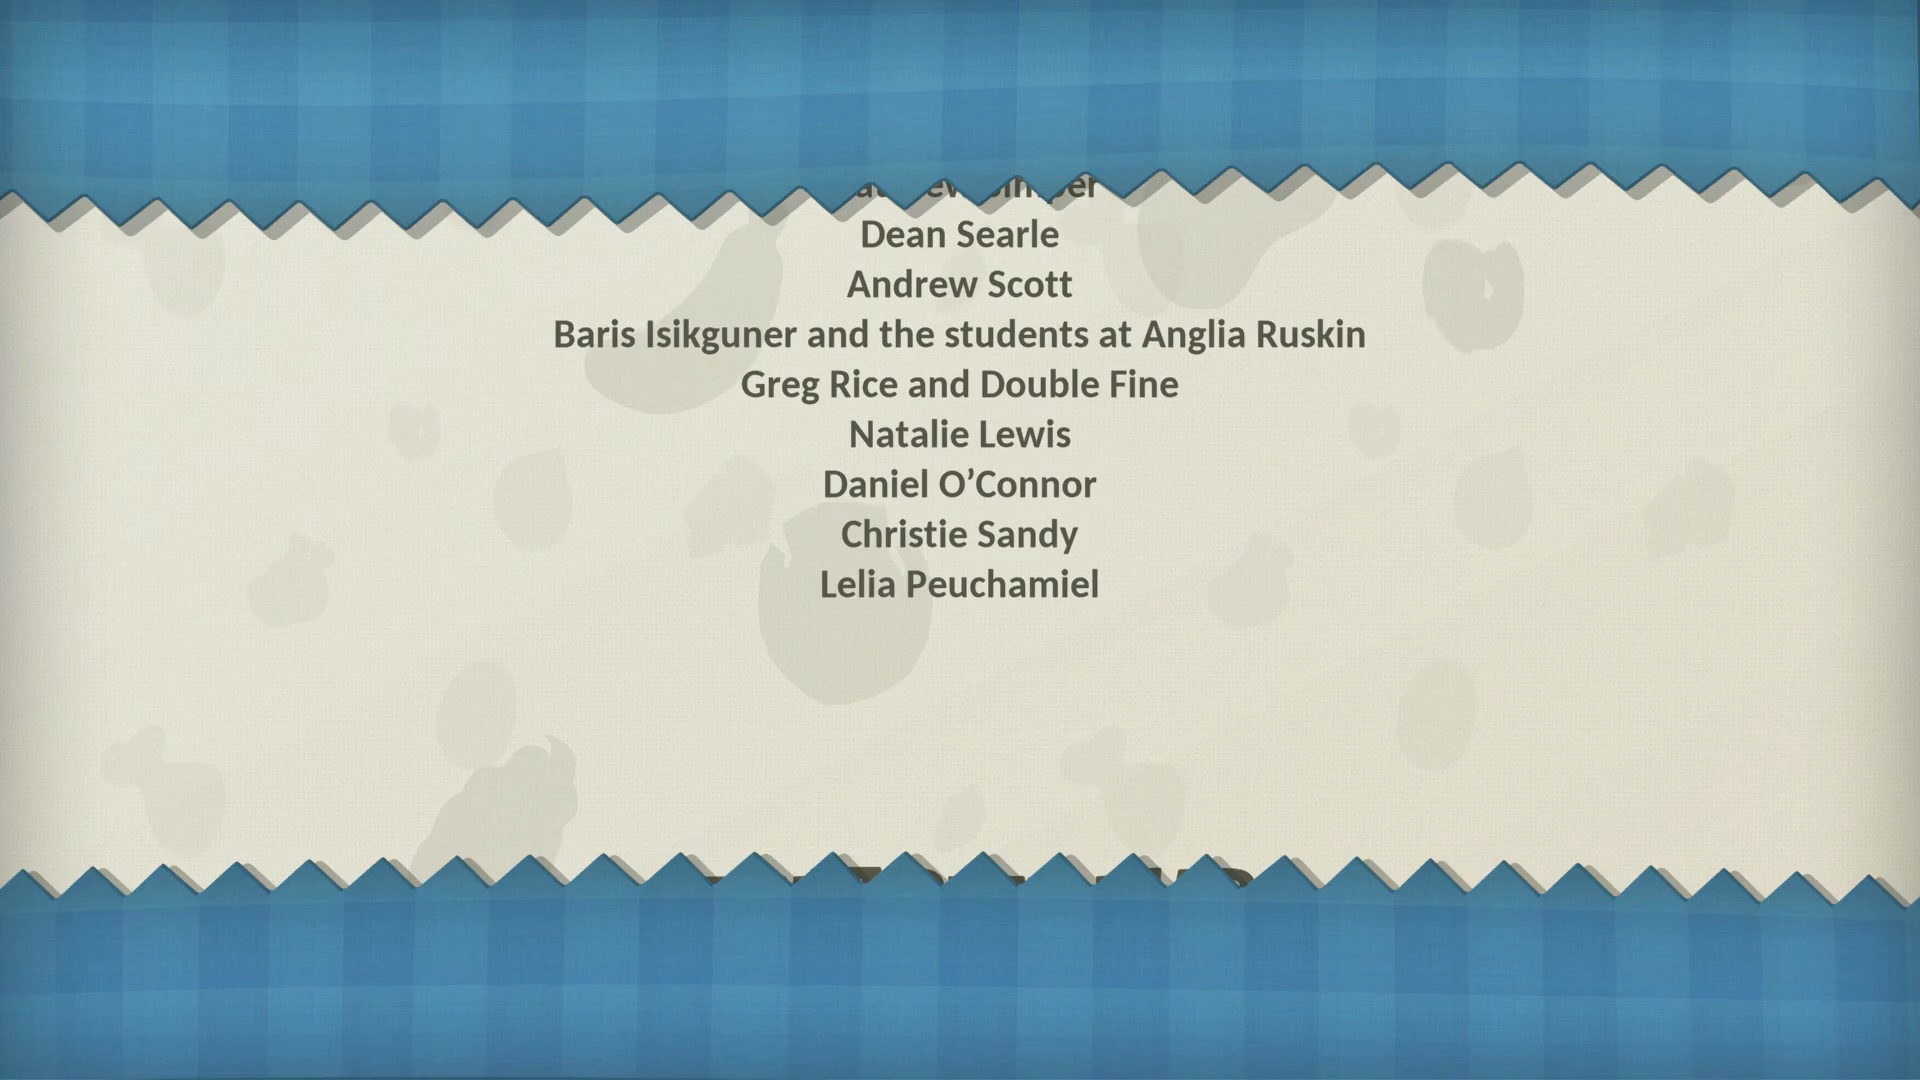 Dean Searle
Andrew Scott
Baris Isikguner and the students at Anglia Ruskin
Greg Rice and Double Fine
Natalie Lewis
Daniel O’Connor
Christie Sandy
Lelia Peuchamiel